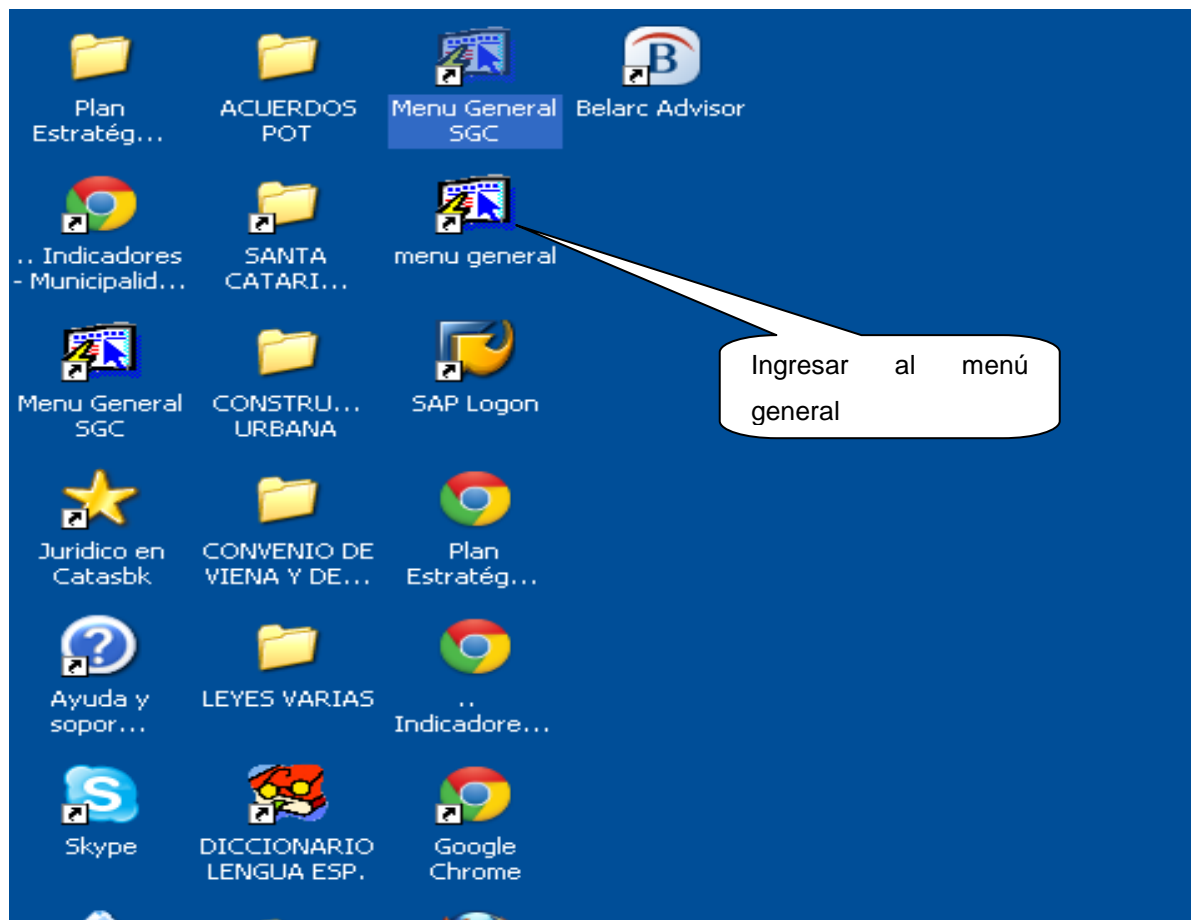 Plan
Estratég...
ACUERDOS
POT
Menu General
SGC
Belarc Advisor
B
.. Indicadores
- Municipalid...
SANTA
CATARI...
menu general
Ingresar al menú
general
Menu General
SGC
CONSTRU...
URBANA
SAP Logon
Juridico en
Catasbk
CONVENIO DE
VIENA Y DE...
Plan
Estratég...
?
Ayuda y
sopor...
LEYES VARIAS
..
Indicadore...
S
Skype
DICCIONARIO
LENGUA ESP.
Google
Chrome